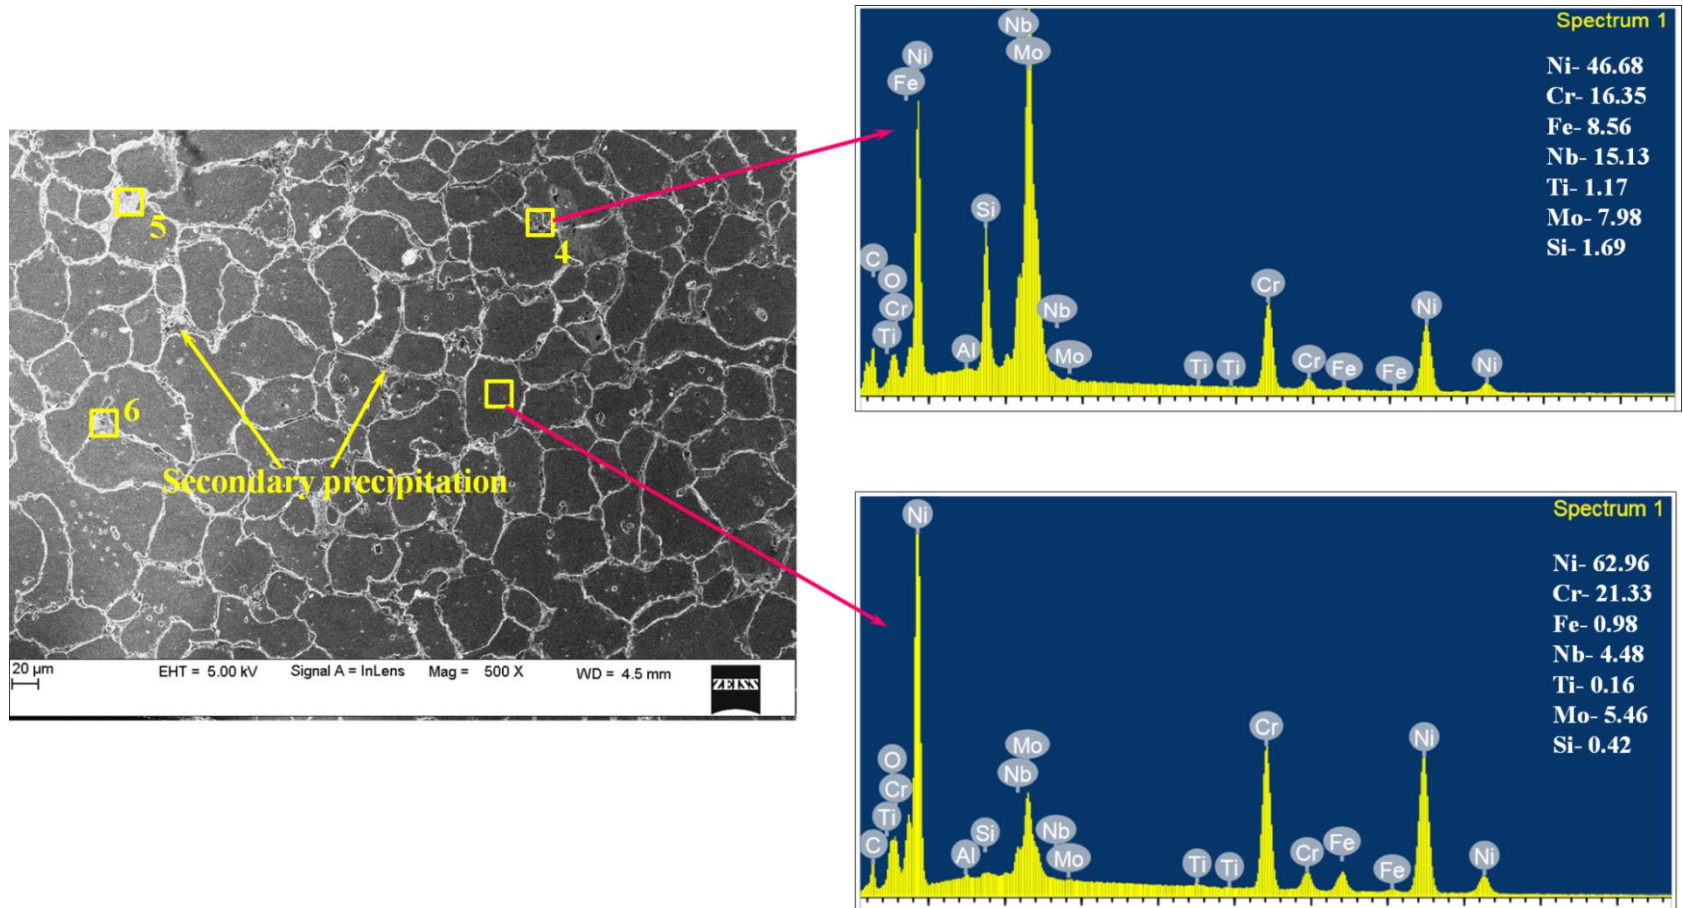 5
4
6
Secondary precipitation
20 µm
EHT = 5.00 kV
Signal A = InLens
Mag = 500 X
WD = 4.5 mm
ZEISS
Spectrum 1
Ni- 46.68
Cr- 16.35
Fe- 8.56
Nb- 15.13
Ti- 1.17
Mo- 7.98
Si- 1.69
Nb
Ni
Mo
Fe
Si
C
O
Cr
Ti
Al
Nb
Mo
Ti
Ti
Cr
Cr
Fe
Fe
Ni
Ni
Spectrum 1
Ni- 62.96
Cr- 21.33
Fe- 0.98
Nb- 4.48
Ti- 0.16
Mo- 5.46
Si- 0.42
Ni
O
Cr
Ti
C
Al
Si
Mo
Nb
Nb
Mo
Ti
Ti
Cr
Cr
Fe
Fe
Ni
Ni